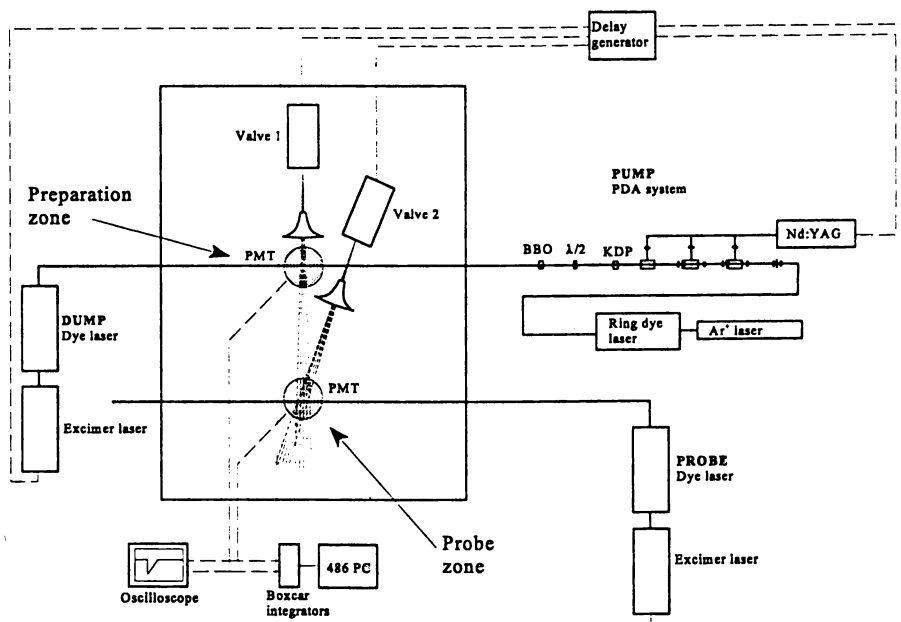 Delay
generator
Valve 1
Preparation
zone
Valve 2
PUMP
PDA system
Nd:YAG
PMT
BBO λ/2 KDP
DUMP
Dye laser
Ring dye
laser
Ar⁺ laser
PMT
Excimer laser
PROBE
Dye laser
Probe
zone
Excimer laser
486 PC
Oscilloscope
Boxcar
integrators